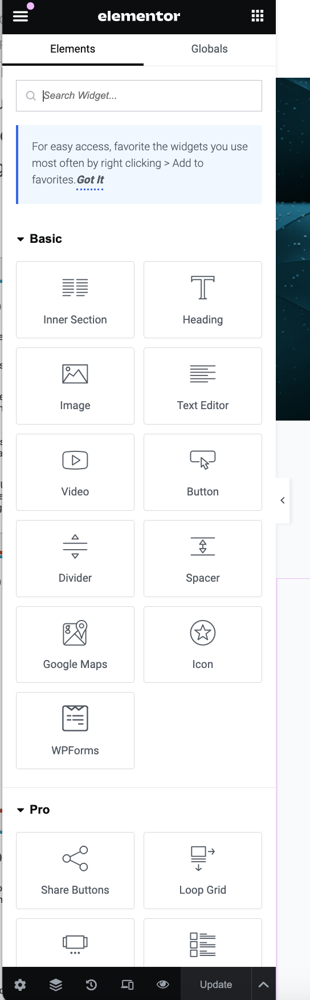 elementor
Elements
Globals
Search Widget...
For easy access, favorite the widgets you use
most often by right clicking > Add to
favorites.Got It
Basic
Inner Section
Heading
Image
Text Editor
Video
Button
Divider
Spacer
Google Maps
Icon
WPForms
Pro
Share Buttons
Loop Grid
Update